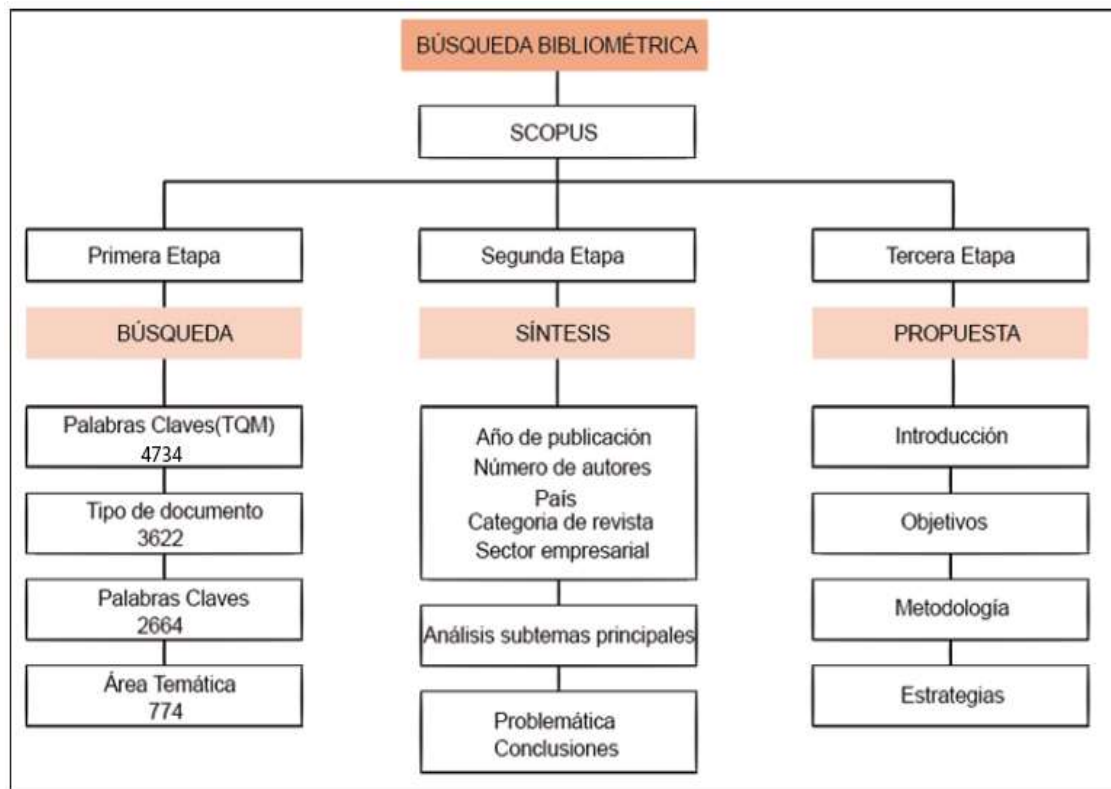 BÚSQUEDA BIBLIOMÉTRICA
SCOPUS
Primera Etapa
BÚSQUEDA
Palabras Claves(TQM)
4734
Tipo de documento
3622
Palabras Claves
2664
Área Temática
774
Segunda Etapa
SÍNTESIS
Año de publicación
Número de autores
País
Categoria de revista
Sector empresarial
Análisis subtemas principales
Problemática
Conclusiones
Tercera Etapa
PROPUESTA
Introducción
Objetivos
Metodología
Estrategias